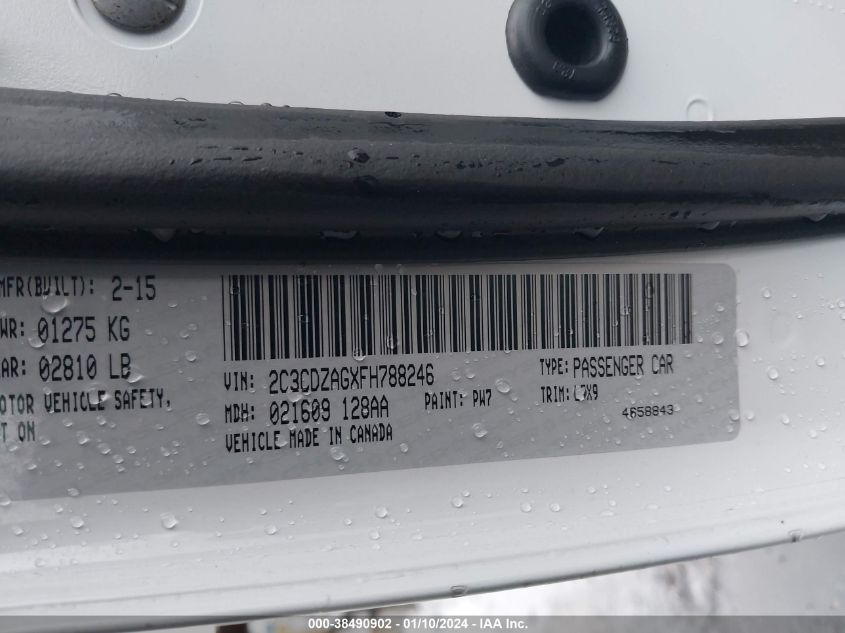 MFR(BUILT): 2-15
WR: 01275 KG
AR: 02810 LB
OTOR VEHICLE SAFETY,
T ON
VIN: 2C3CDZAGXFH788246
TYPE: PASSENGER CAR
MDH: 021609 128AA
PAINT: PW7
TRIM: L7X9
VEHICLE MADE IN CANADA
4658843
000-38490902 - 01/10/2024 - IAA Inc.